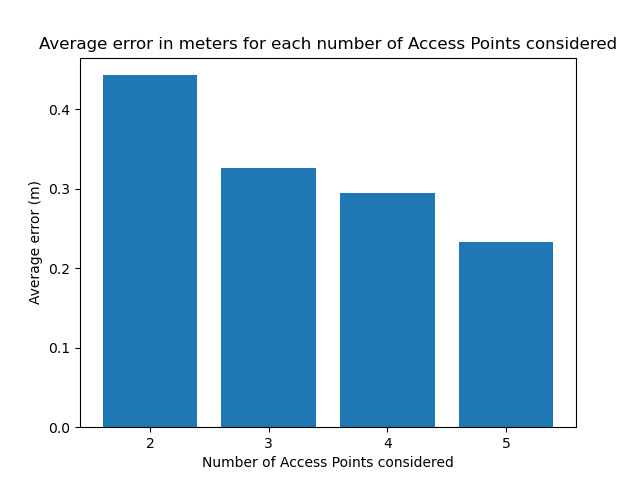 Average error in meters for each number of Access Points considered
0.4
0.3
0.2
0.1
0.0
Average error (m)
2 3 4 5
Number of Access Points considered